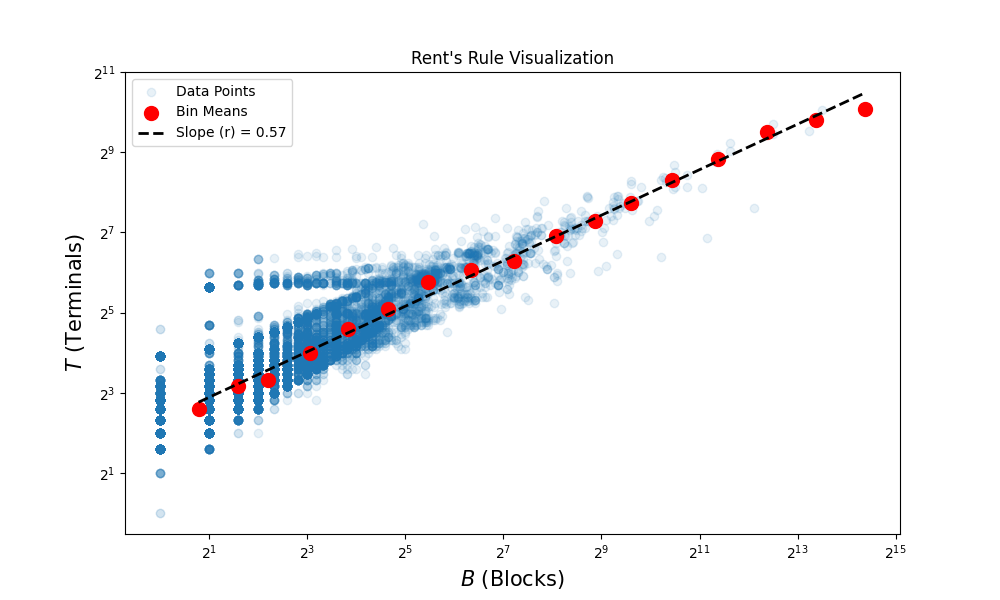 Rent's Rule Visualization
Data Points
Bin Means
Slope (r) = 0.57
T (Terminals)
2^11
2^9
2^7
2^5
2^3
2^1
2^1 2^3 2^5 2^7 2^9 2^11 2^13 2^15
B (Blocks)